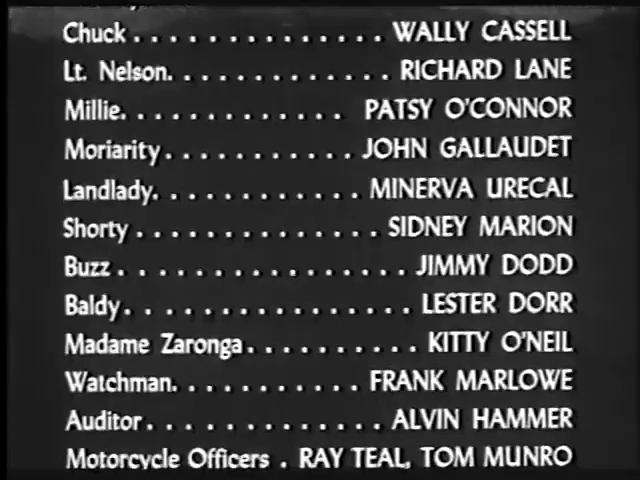 Chuck . . . . . . . . . . . . . . WALLY CASSELL
Lt. Nelson. . . . . . . . . . . . . RICHARD LANE
Millie. . . . . . . . . . . . . PATSY O'CONNOR
Moriarity . . . . . . . . . . . . JOHN GALLAUDET
Landlady. . . . . . . . . . . . MINERVA URECAL
Shorty . . . . . . . . . . . . . . SIDNEY MARION
Buzz . . . . . . . . . . . . . . . . JIMMY DODD
Baldy . . . . . . . . . . . . . . . . LESTER DORR
Madame Zaronga . . . . . . . . . . KITTY O'NEIL
Watchman. . . . . . . . . . . FRANK MARLOWE
Auditor . . . . . . . . . . . . . ALVIN HAMMER
Motorcycle Officers . RAY TEAL, TOM MUNRO